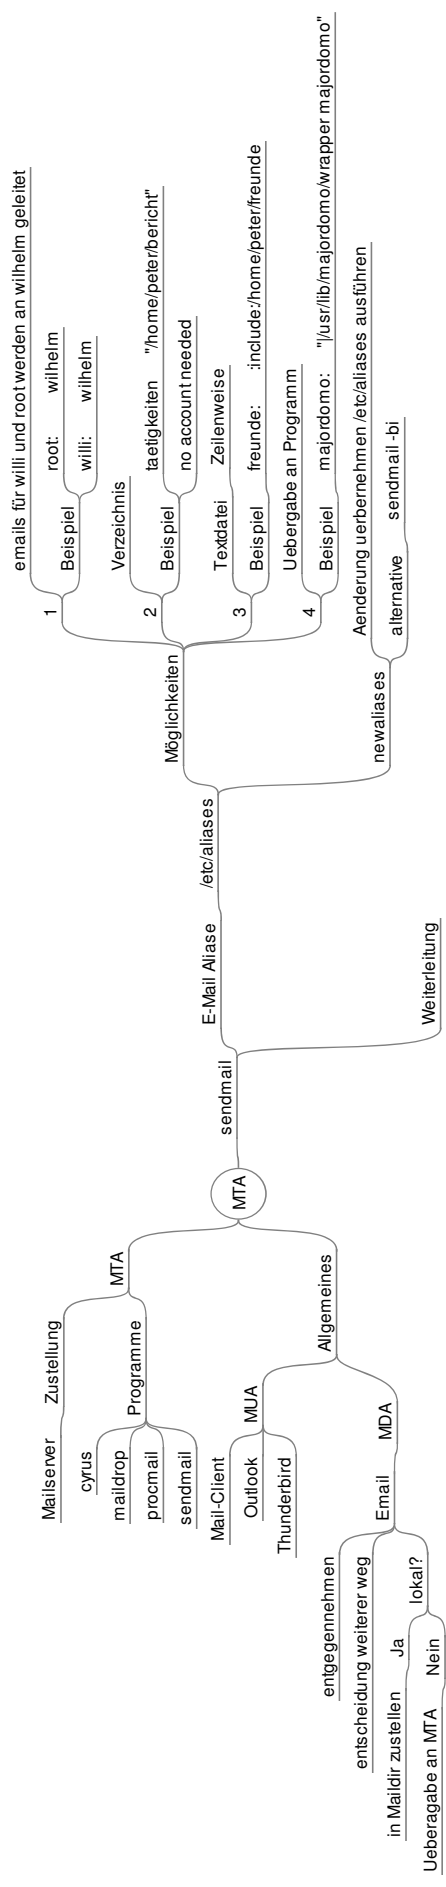 MTA
MTA
Zustellung
Mailserver
Programme
cyrus
maildrop
procmail
sendmail
Allgemeines
MUA
Mail-Client
Outlook
Thunderbird
MDA
Email
entgegennehmen
entscheidung weiterer weg
lokal?
Ja
in Maildir zustellen
Nein
Ueberagabe an MTA
sendmail
E-Mail Aliase
/etc/aliases
Möglichkeiten
1
emails für willi und root werden an wilhelm geleitet
Beispiel
root: wilhelm
willi: wilhelm
2
Verzeichnis
Beispiel
taetigkeiten "/home/peter/bericht"
no account needed
3
Textdatei Zeilenweise
Beispiel
freunde: :include:/home/peter/freunde
4
Uebergabe an Programm
Beispiel
majordomo: "|/usr/lib/majordomo/wrapper majordomo"
newaliases
Aenderung uerbernehmen /etc/aliases ausführen
alternative sendmail -bi
Weiterleitung